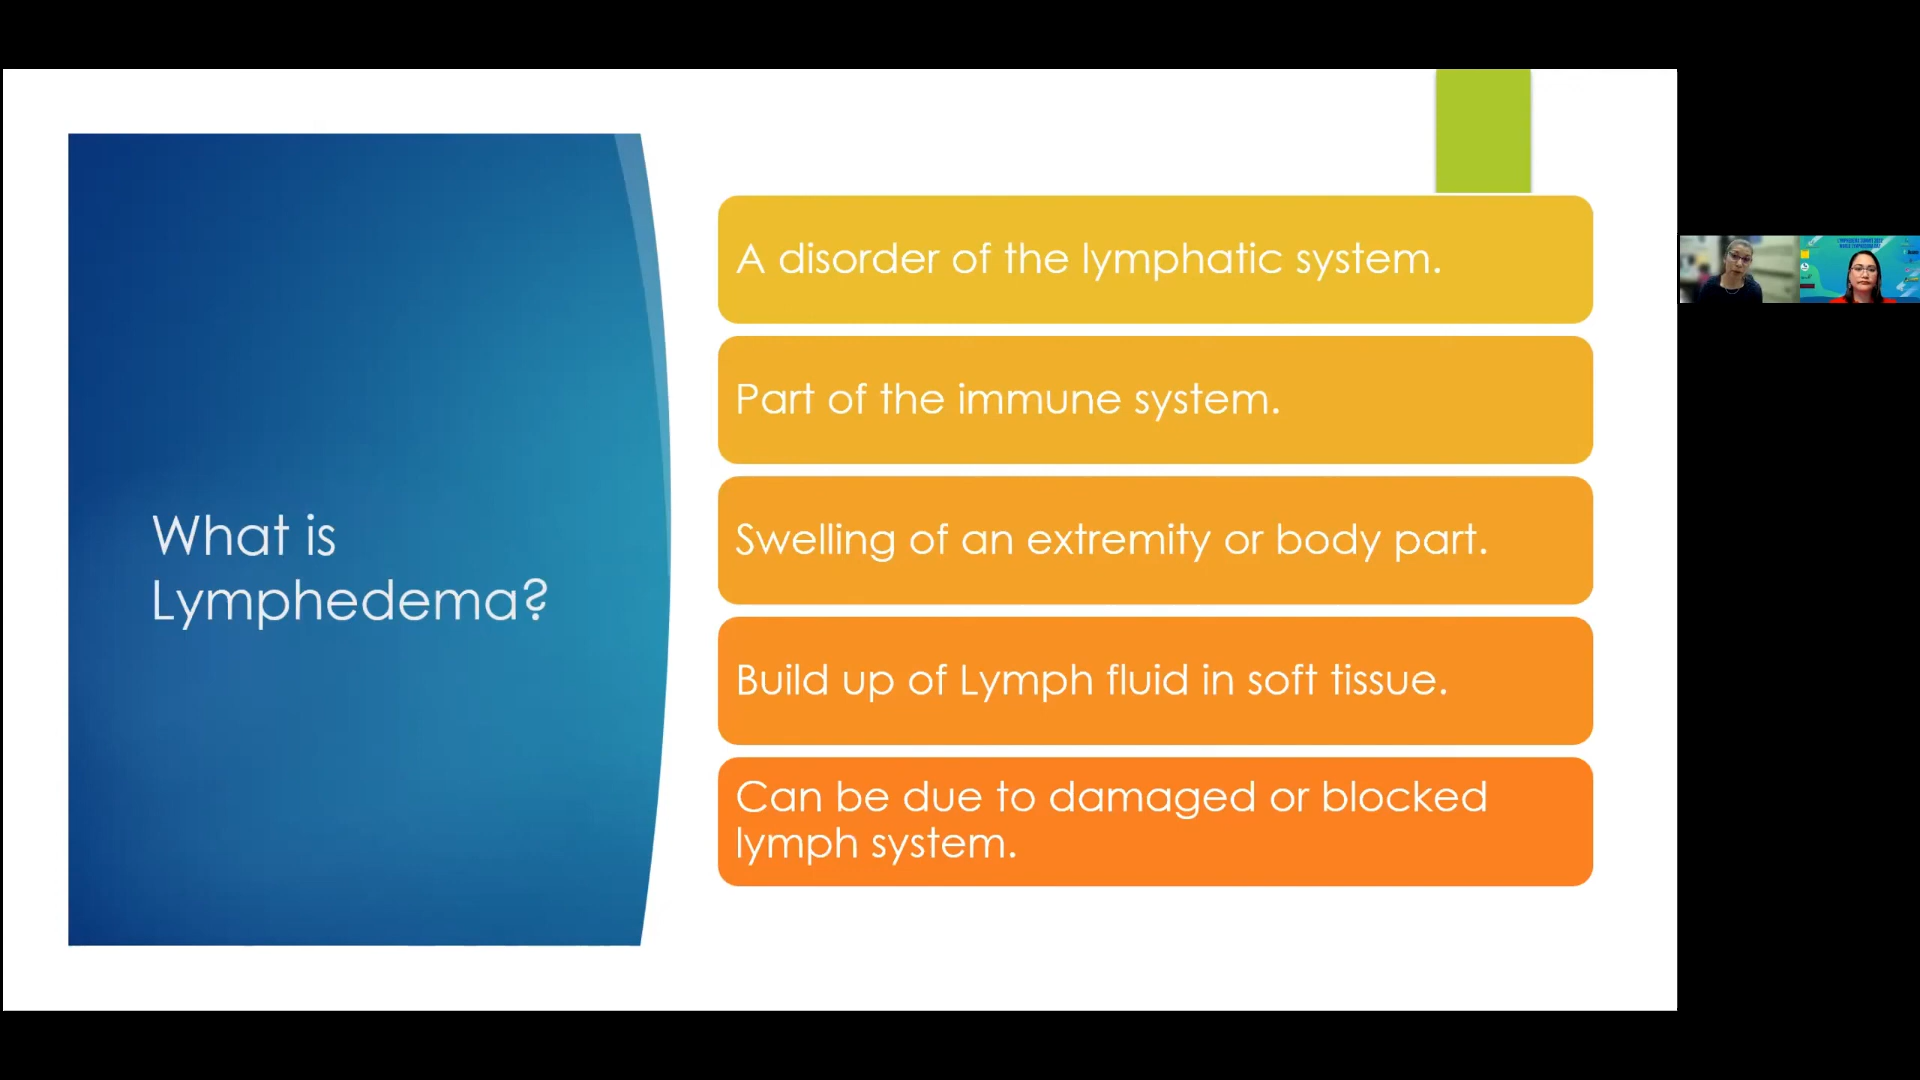 What is
Lymphedema?
A disorder of the lymphatic system.
Part of the immune system.
Swelling of an extremity or body part.
Build up of Lymph fluid in soft tissue.
Can be due to damaged or blocked
lymph system.